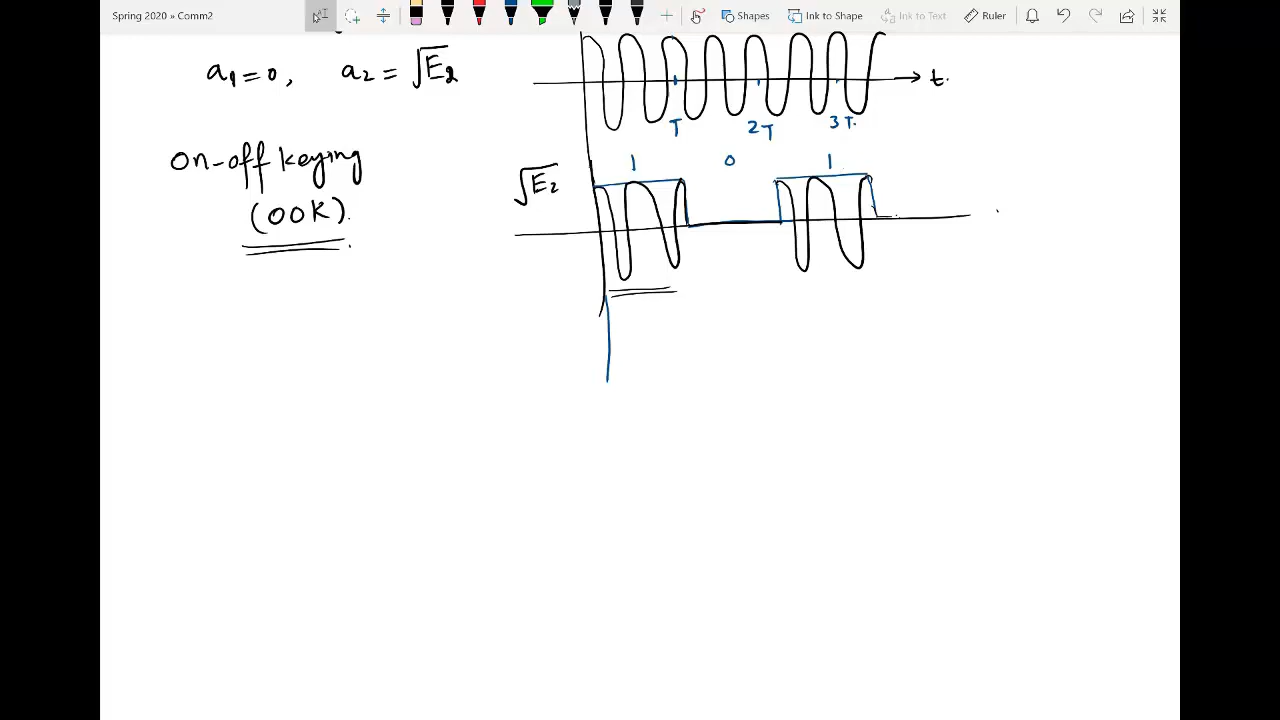 Spring 2020 » Comm2
Shapes
Ink to Shape
Ink to Text
Ruler
a₁=0, a₂ = √E₂
t.
T 2T 3T.
On-off keying
(OOK).
1 0 1
√E₂